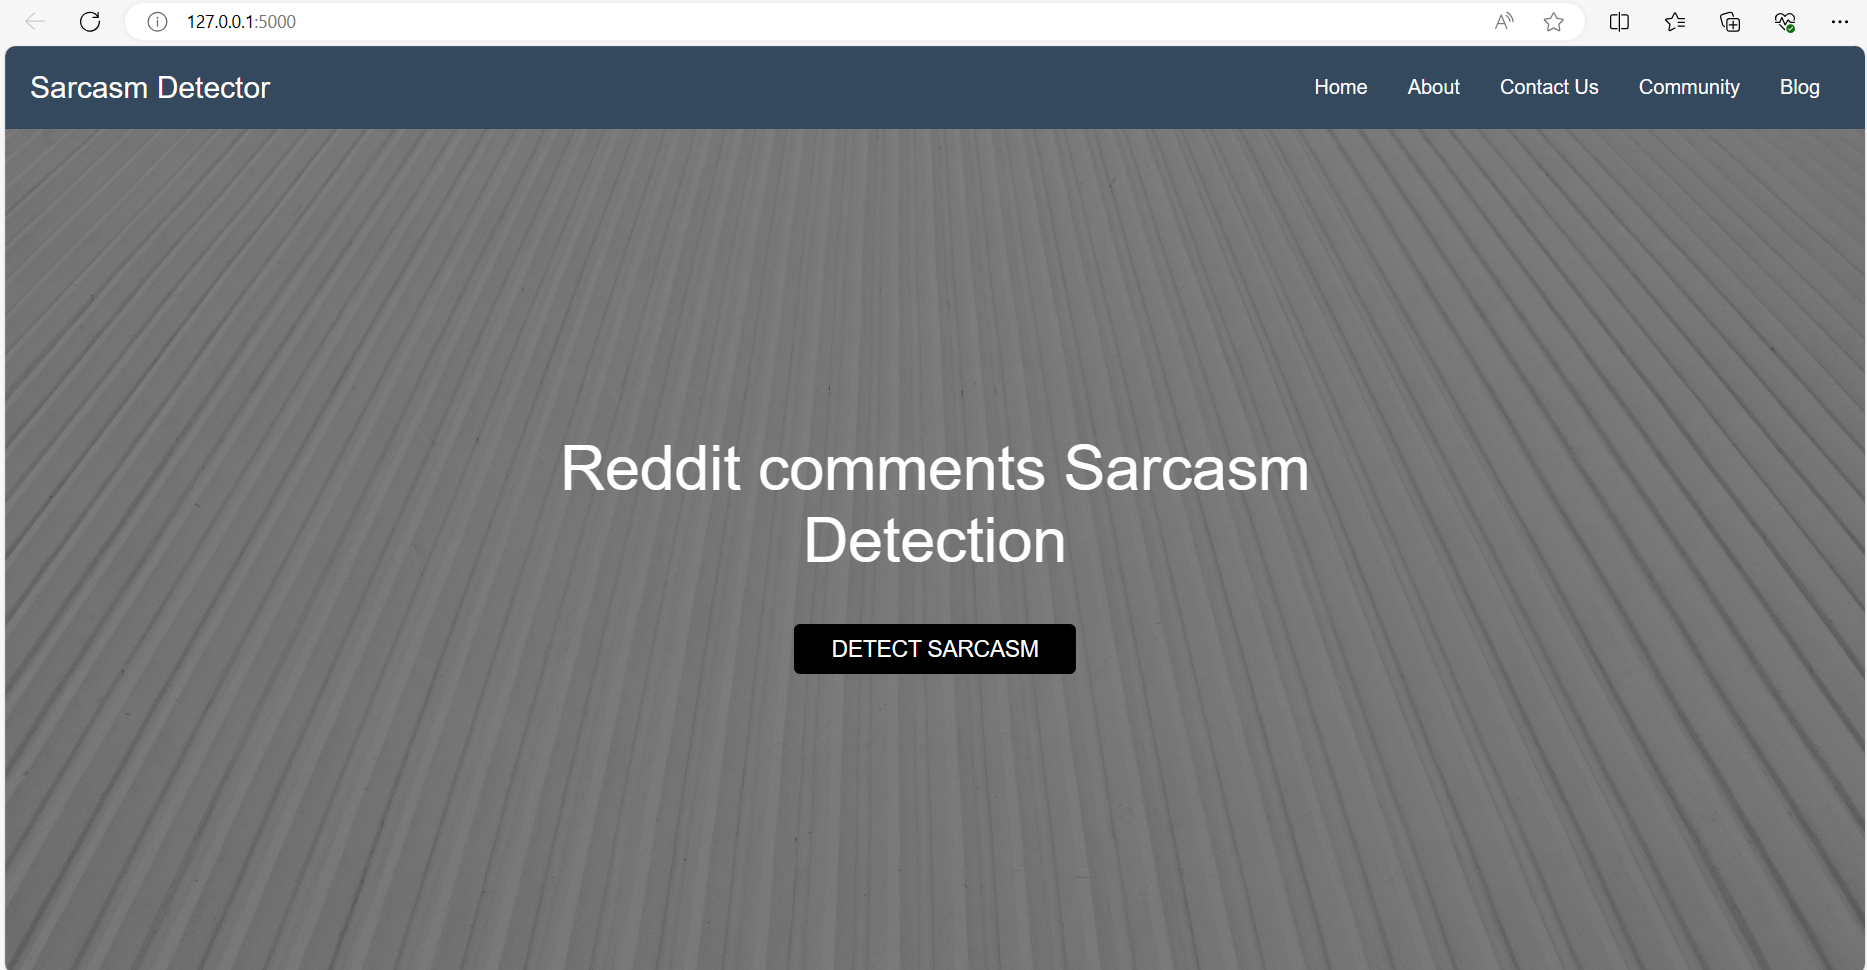 127.0.0.1:5000
Sarcasm Detector
Home About Contact Us Community Blog
Reddit comments Sarcasm
Detection
DETECT SARCASM